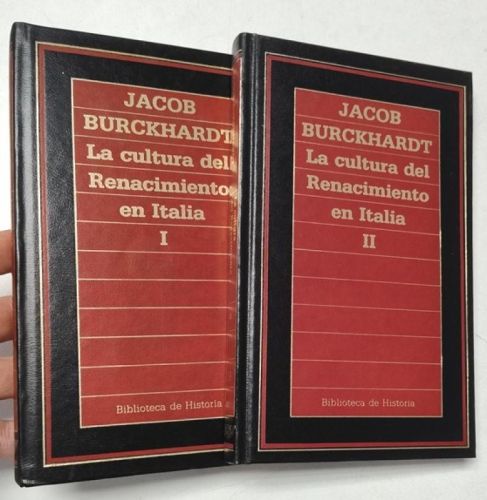 JACOB
BURCKHARDT
La cultura del
Renacimiento
en Italia
I
Biblioteca de Historia
JACOB
BURCKHARDT
La cultura del
Renacimiento
en Italia
II
Biblioteca de Historia